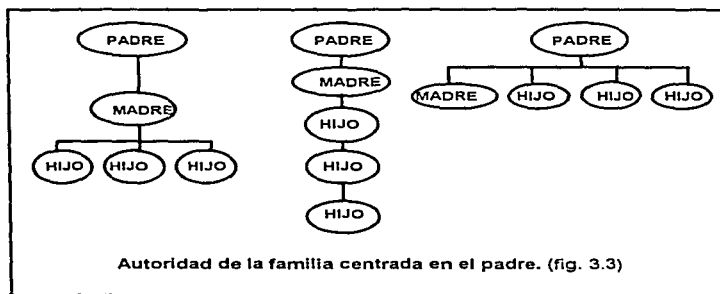 PADRE
MADRE
HIJO HIJO HIJO
PADRE
MADRE
HIJO
HIJO
HIJO
PADRE
MADRE HIJO HIJO HIJO
Autoridad de la familia centrada en el padre. (fig. 3.3)